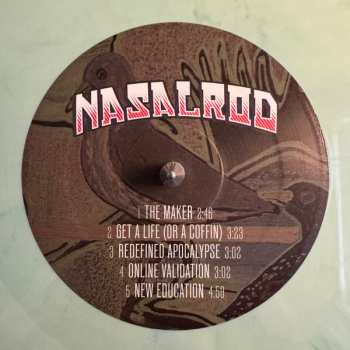 NASALROD
1 THE MAKER 2:46
2 GET A LIFE (OR A COFFIN) 3:23
3 REDEFINED APOCALYPSE 3:02
4 ONLINE VALIDATION 3:02
5 NEW EDUCATION 4:50